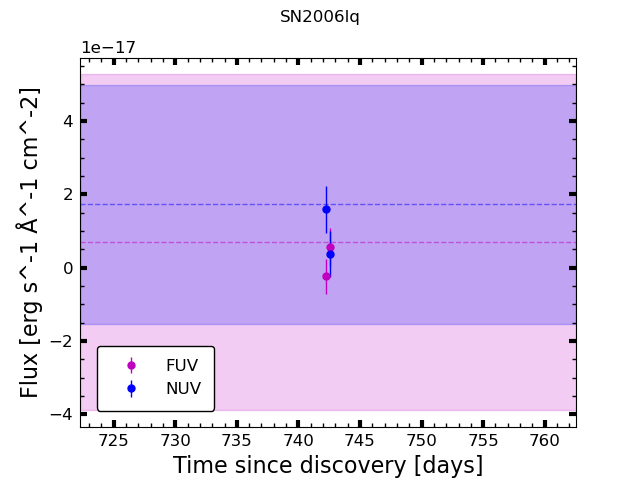 SN2006lq
1e−17
Flux [erg s^-1 Å^-1 cm^-2]
4
2
0
−2
−4
FUV
NUV
725 730 735 740 745 750 755 760
Time since discovery [days]